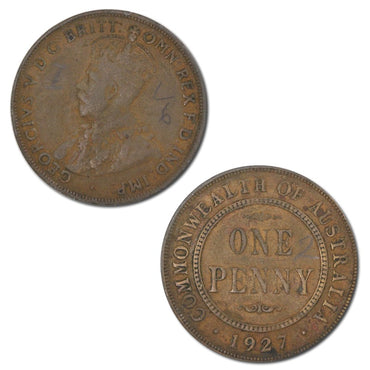 GEORGIVS V D.G. BRITT: OMN: REX F.D. IND: IMP:
COMMONWEALTH OF AUSTRALIA
ONE
PENNY
· 1927 ·